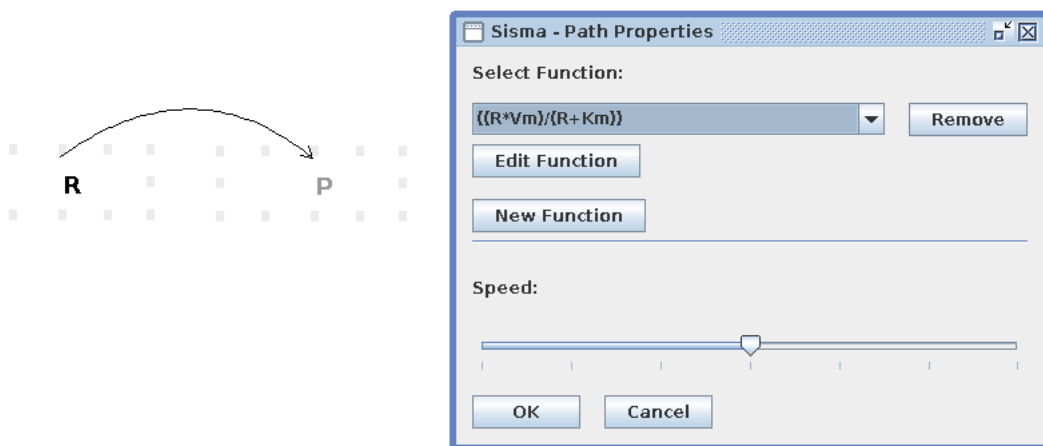 R
P
Sisma - Path Properties
Select Function:
((R*Vm)/(R+Km))
Remove
Edit Function
New Function
Speed:
OK
Cancel